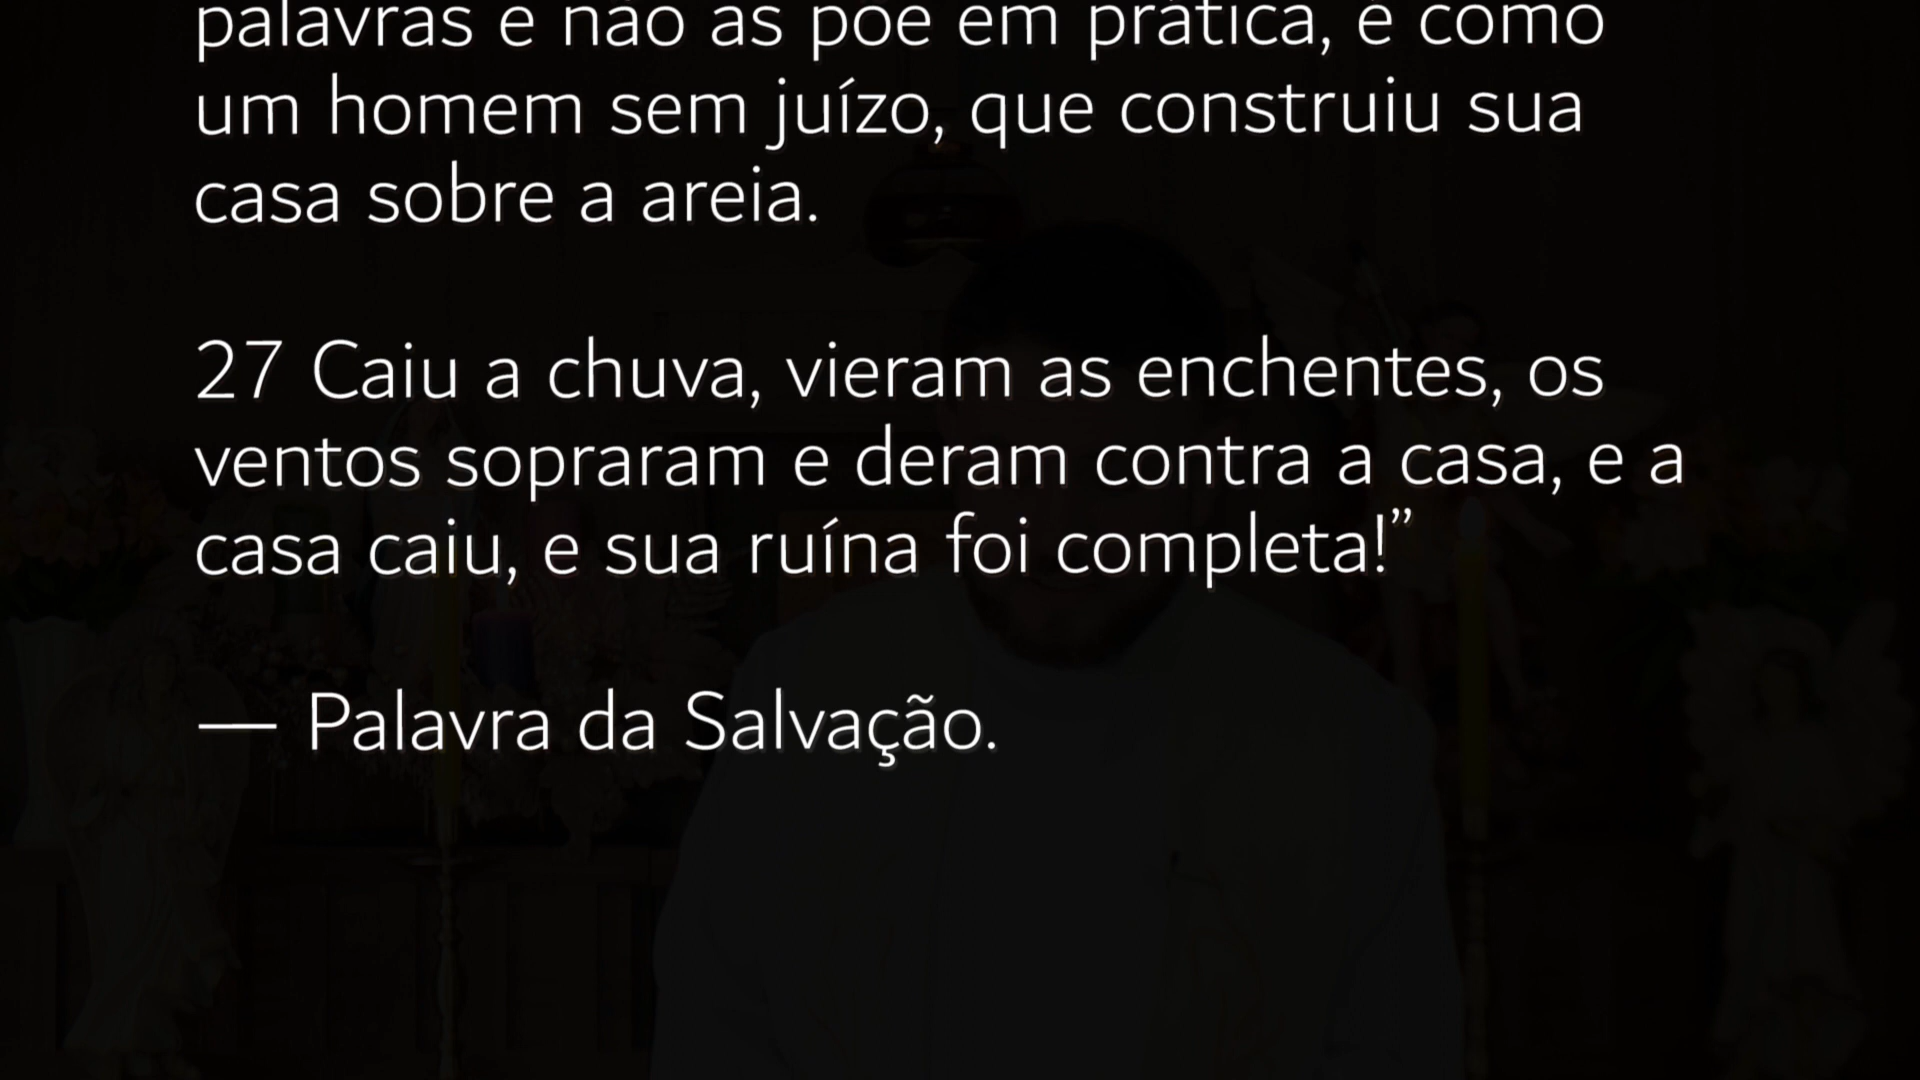 palavras e não as põe em prática, é como
um homem sem juízo, que construiu sua
casa sobre a areia.
27 Caiu a chuva, vieram as enchentes, os
ventos sopraram e deram contra a casa, e a
casa caiu, e sua ruína foi completa!”
— Palavra da Salvação.